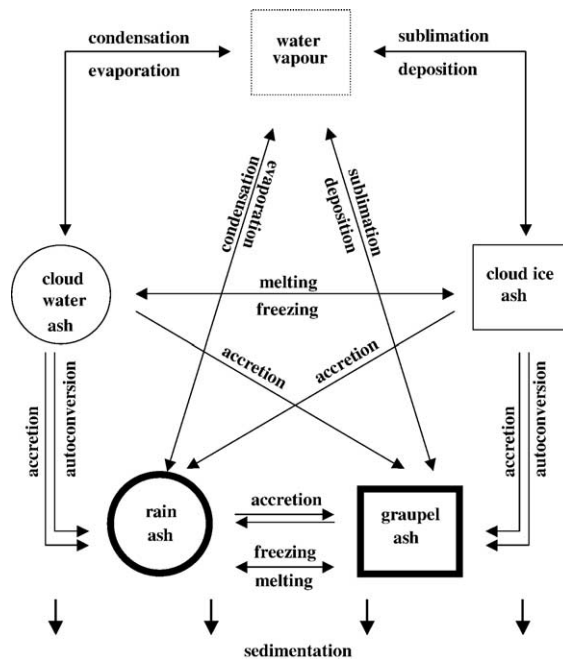 condensation
evaporation
water
vapour
sublimation
deposition
condensation
evaporation
sublimation
deposition
cloud
water
ash
melting
freezing
cloud ice
ash
accretion
accretion
accretion
autoconversion
accretion
autoconversion
rain
ash
accretion
freezing
melting
graupel
ash
sedimentation